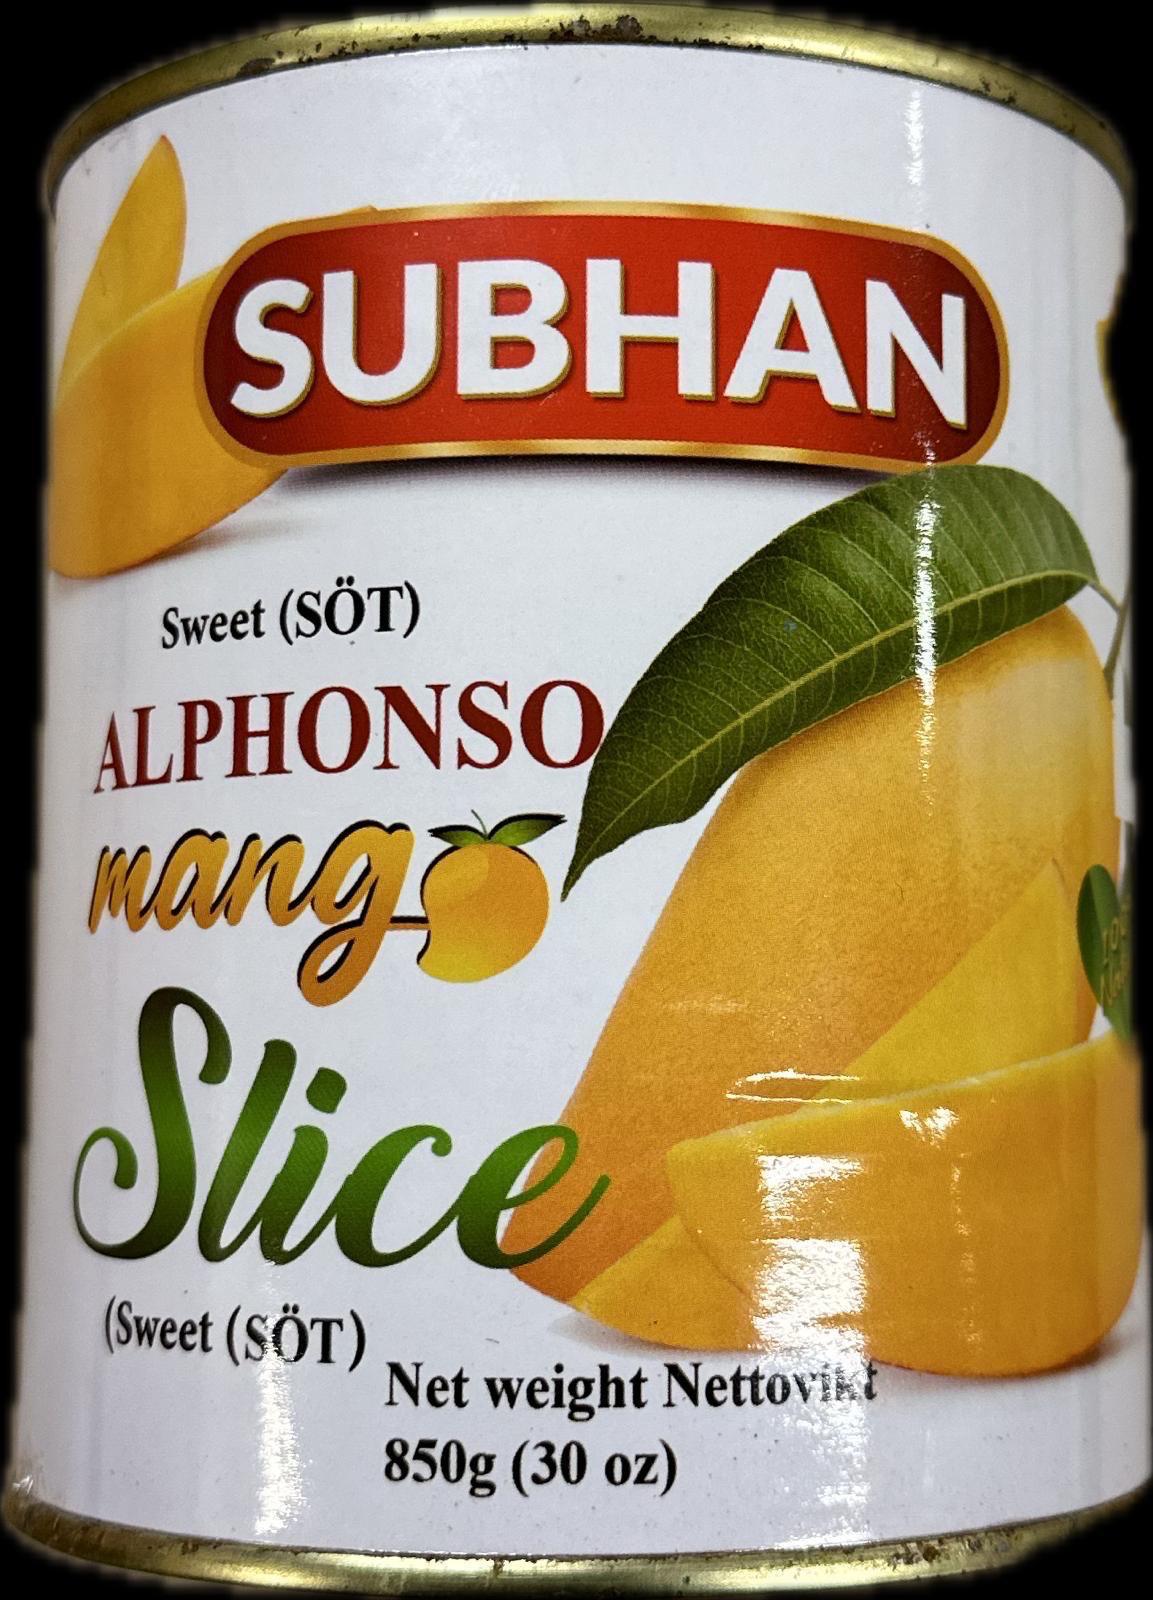 SUBHAN
Sweet (SÖT)
ALPHONSO
mango
Slice
(Sweet (SÖT)
Net weight Nettovikt
850g (30 oz)